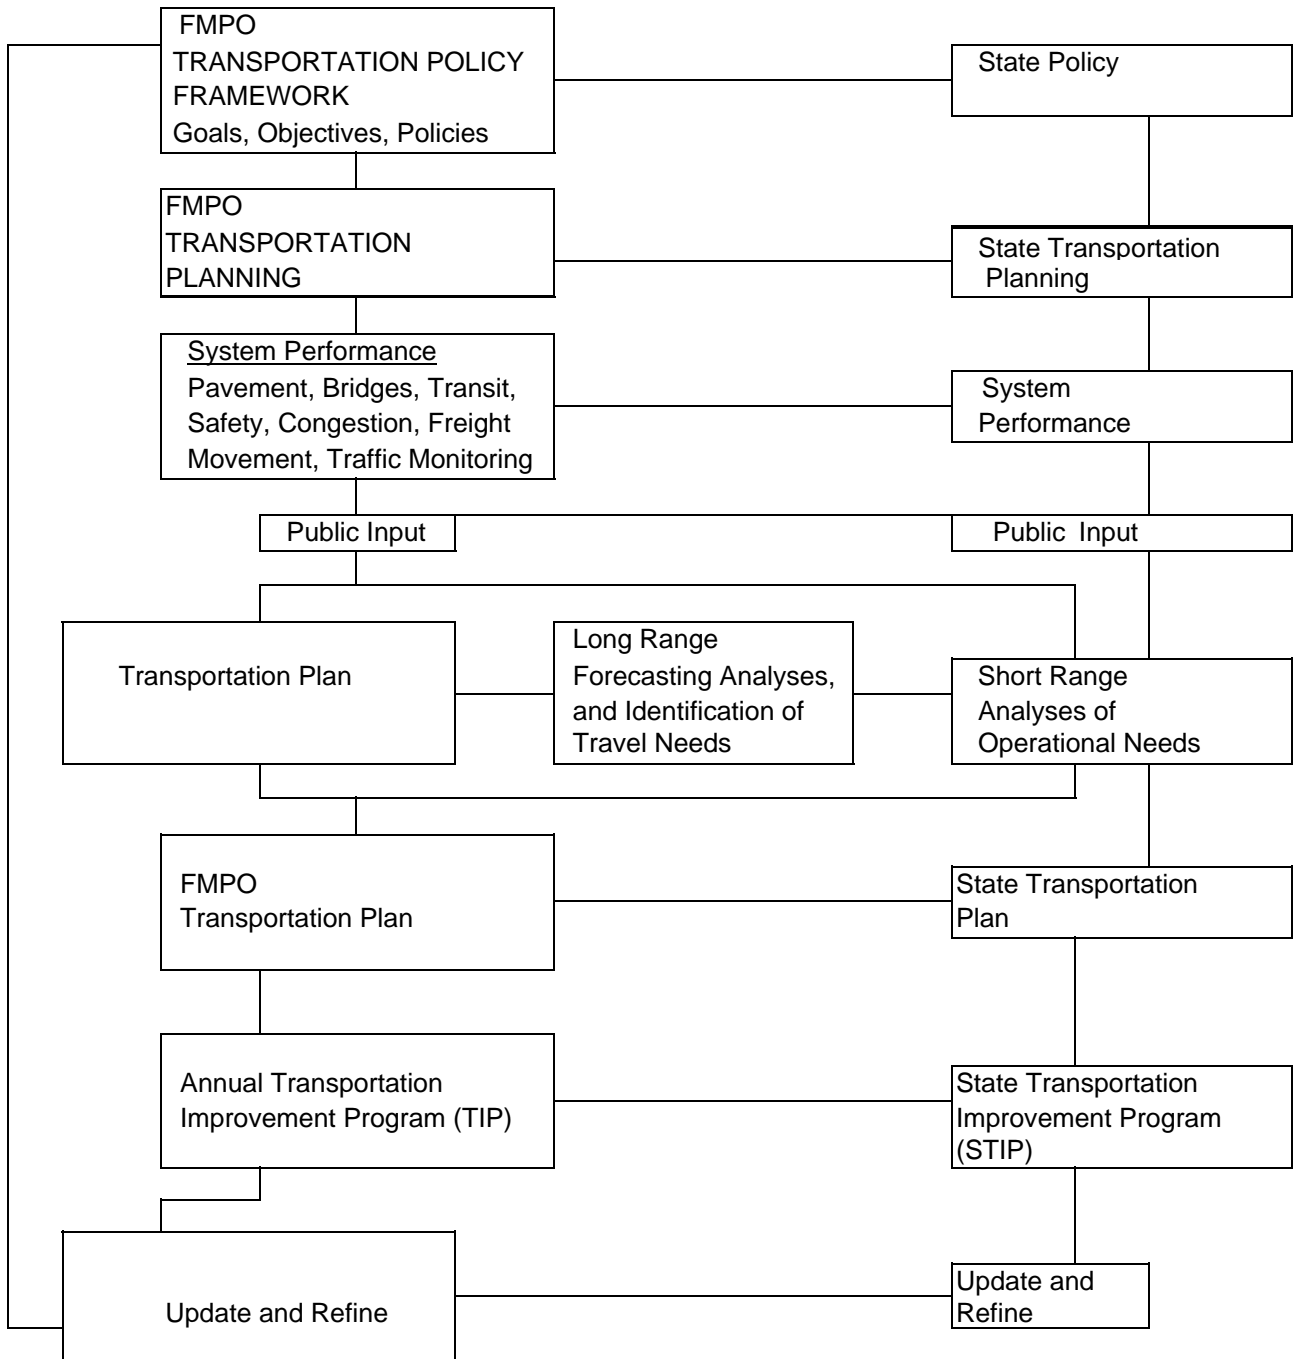 FMPO
TRANSPORTATION POLICY
FRAMEWORK
Goals, Objectives, Policies
State Policy
FMPO
TRANSPORTATION
PLANNING
State Transportation
Planning
System Performance
Pavement, Bridges, Transit,
Safety, Congestion, Freight
Movement, Traffic Monitoring
System
Performance
Public Input
Public Input
Transportation Plan
Long Range
Forecasting Analyses,
and Identification of
Travel Needs
Short Range
Analyses of
Operational Needs
FMPO
Transportation Plan
State Transportation
Plan
Annual Transportation
Improvement Program (TIP)
State Transportation
Improvement Program
(STIP)
Update and Refine
Update and
Refine